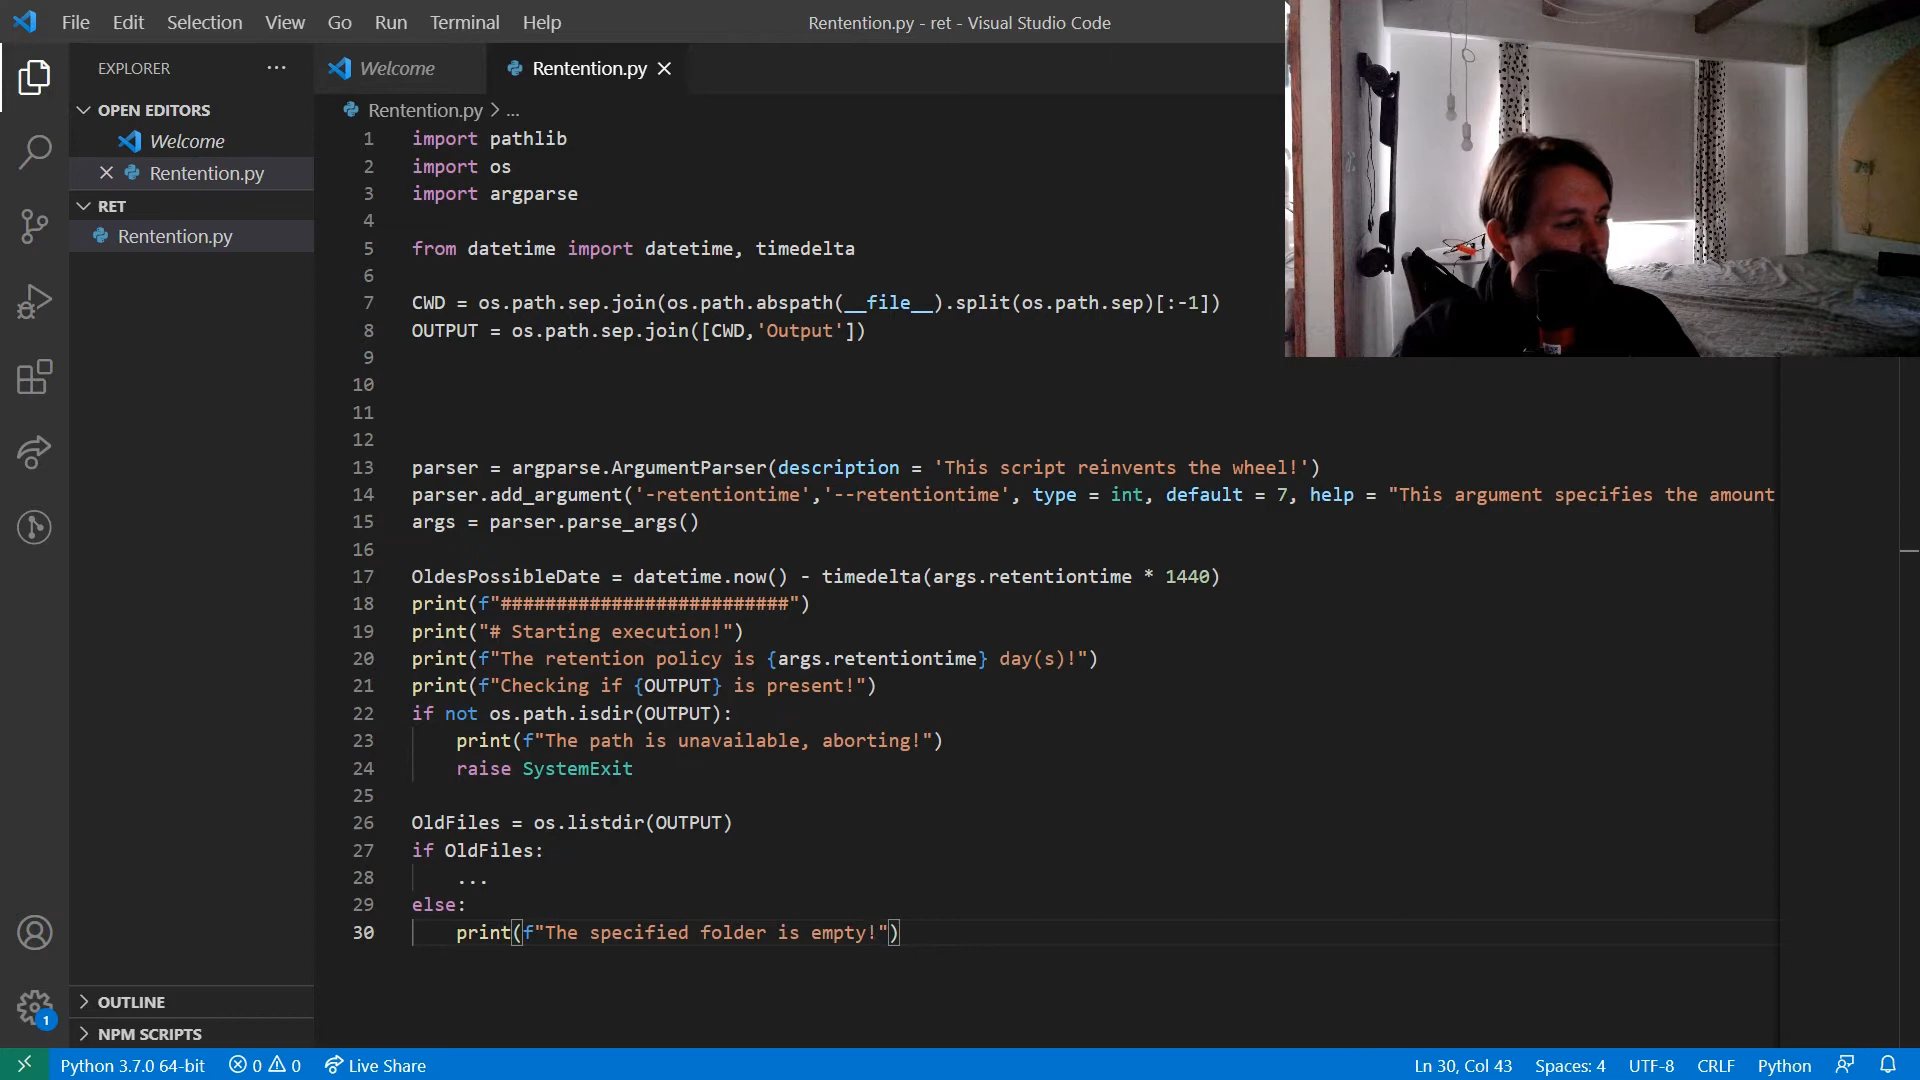 File Edit Selection View Go Run Terminal Help
Rentention.py - ret - Visual Studio Code
EXPLORER
OPEN EDITORS
Welcome
Rentention.py
RET
Rentention.py
OUTLINE
NPM SCRIPTS
Welcome Rentention.py
Rentention.py > ...
1 import pathlib
2 import os
3 import argparse
4
5 from datetime import datetime, timedelta
6
7 CWD = os.path.sep.join(os.path.abspath(__file__).split(os.path.sep)[:-1])
8 OUTPUT = os.path.sep.join([CWD,'Output'])
9
10
11
12
13 parser = argparse.ArgumentParser(description = 'This script reinvents the wheel!')
14 parser.add_argument('-retentiontime','--retentiontime', type = int, default = 7, help = "This argument specifies the amount
15 args = parser.parse_args()
16
17 OldesPossibleDate = datetime.now() - timedelta(args.retentiontime * 1440)
18 print(f"##########################")
19 print("# Starting execution!")
20 print(f"The retention policy is {args.retentiontime} day(s)!")
21 print(f"Checking if {OUTPUT} is present!")
22 if not os.path.isdir(OUTPUT):
23     print(f"The path is unavailable, aborting!")
24     raise SystemExit
25
26 OldFiles = os.listdir(OUTPUT)
27 if OldFiles:
28     ...
29 else:
30     print(f"The specified folder is empty!")
1
Python 3.7.0 64-bit 0 0 Live Share
Ln 30, Col 43 Spaces: 4 UTF-8 CRLF Python